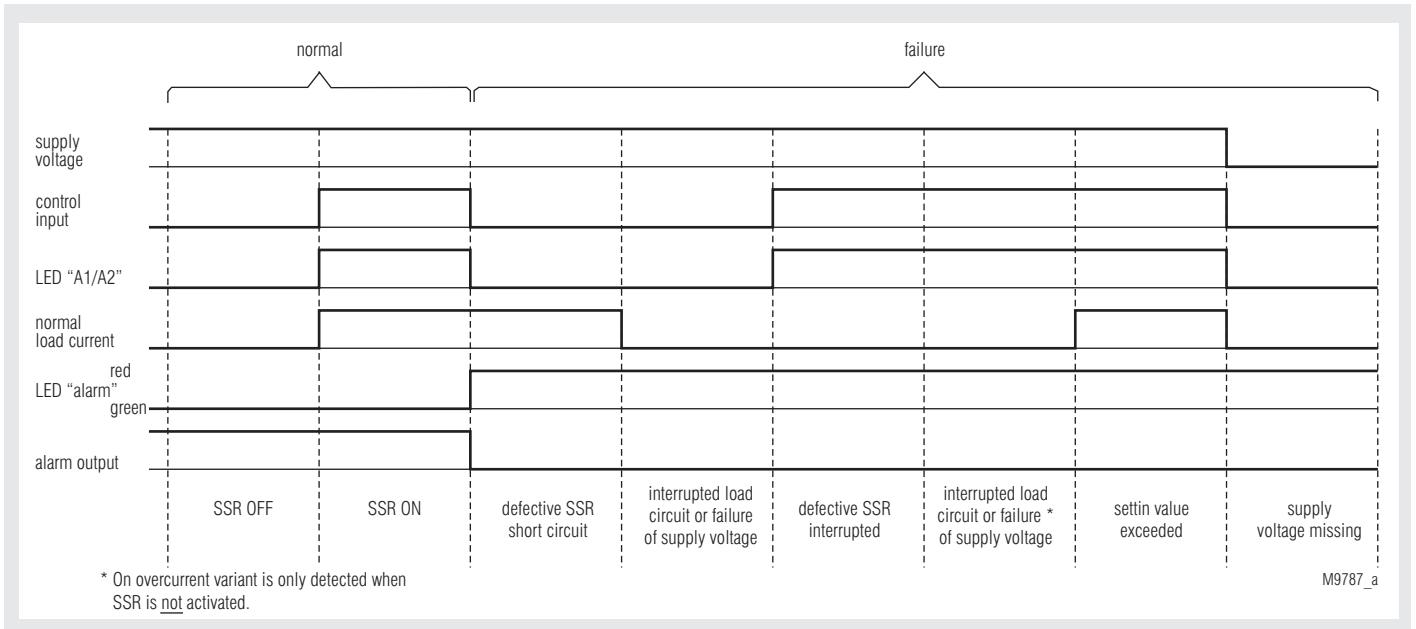 normal
failure
supply
voltage
control
input
LED “A1/A2”
normal
load current
red
LED “alarm”
green
alarm output
SSR OFF
SSR ON
defective SSR
short circuit
interrupted load
circuit or failure
of supply voltage
defective SSR
interrupted
interrupted load
circuit or failure *
of supply voltage
settin value
exceeded
supply
voltage missing
* On overcurrent variant is only detected when
SSR is not activated.
M9787_a